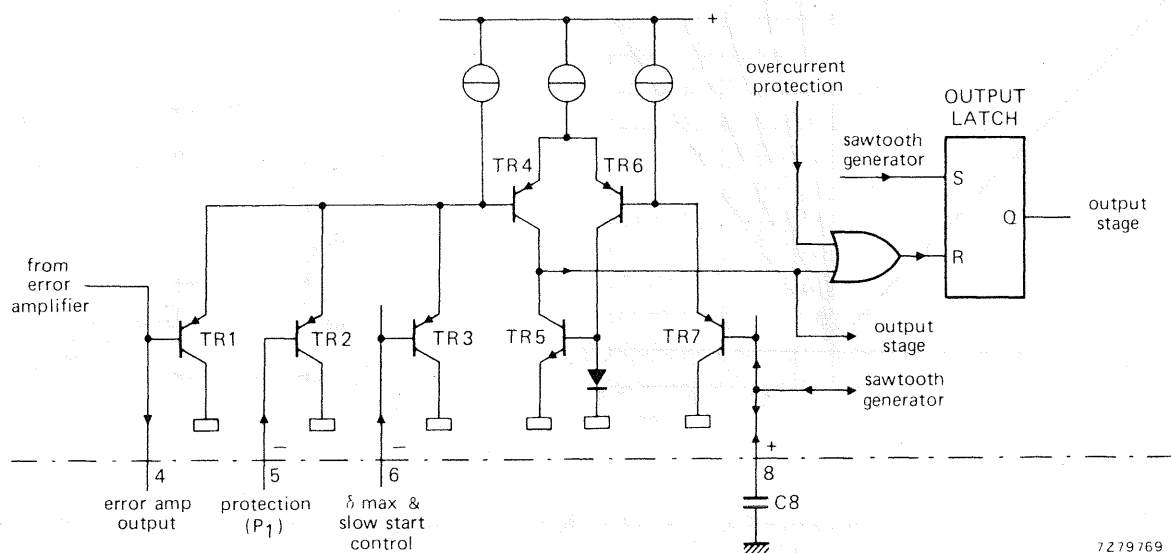 +
overcurrent
protection
OUTPUT
LATCH
sawtooth
generator
TR4
TR6
S
Q
output
stage
R
from
error
amplifier
TR1
TR2
TR3
TR5
TR7
output
stage
sawtooth
generator
−
−
+
4
5
6
8
error amp
output
protection
(P1)
δ max &
slow start
control
C8
7Z79769